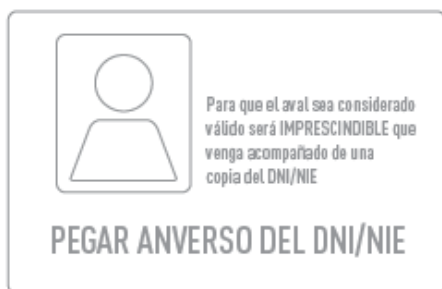 Para que el aval sea considerado
válido será IMPRESCINDIBLE que
venga acompañado de una
copia del DNI/NIE
PEGAR ANVERSO DEL DNI/NIE